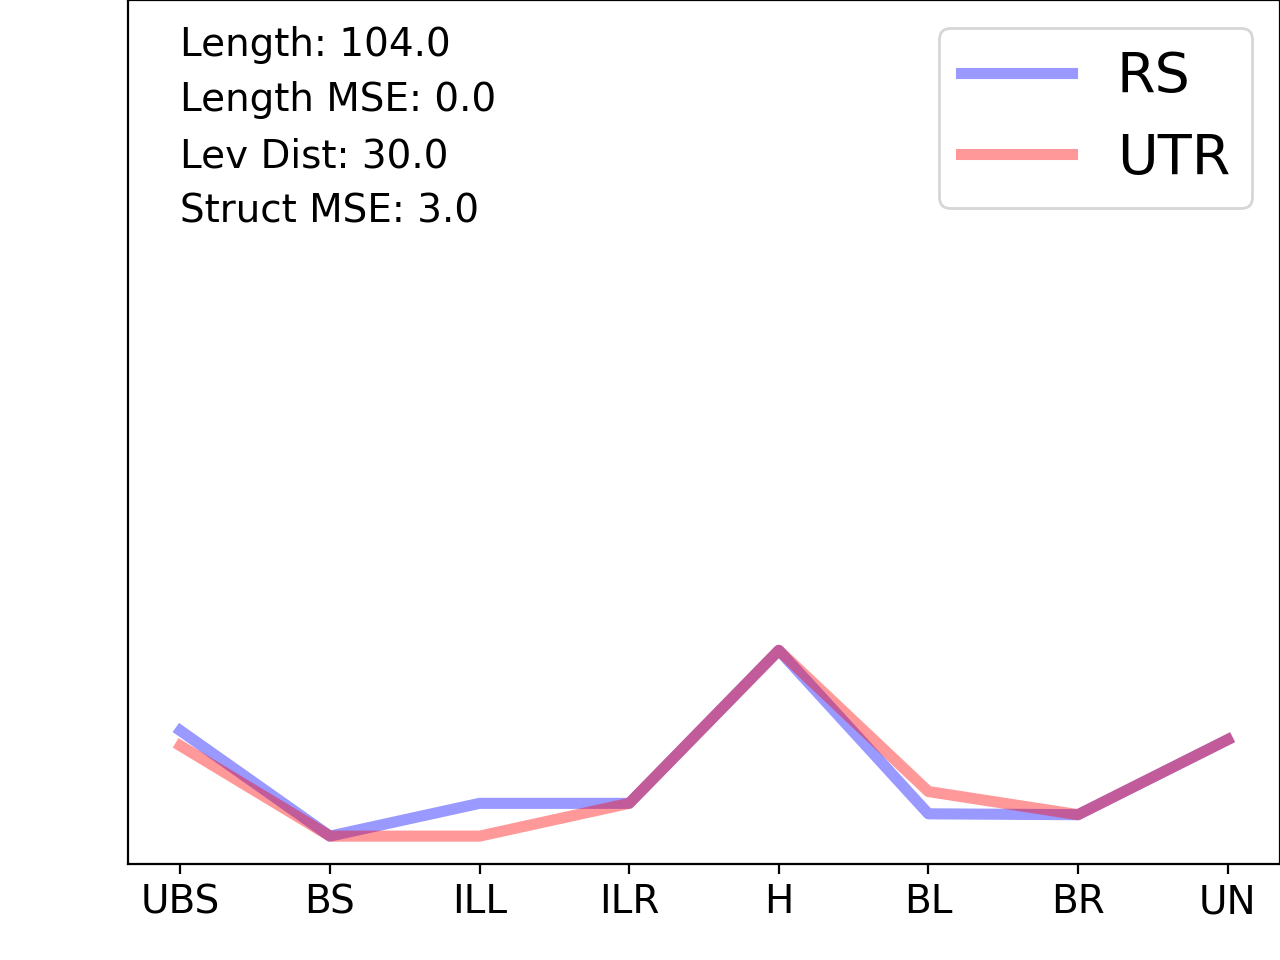 Length: 104.0
Length MSE: 0.0
Lev Dist: 30.0
Struct MSE: 3.0
RS
UTR
UBS BS ILL ILR H BL BR UN